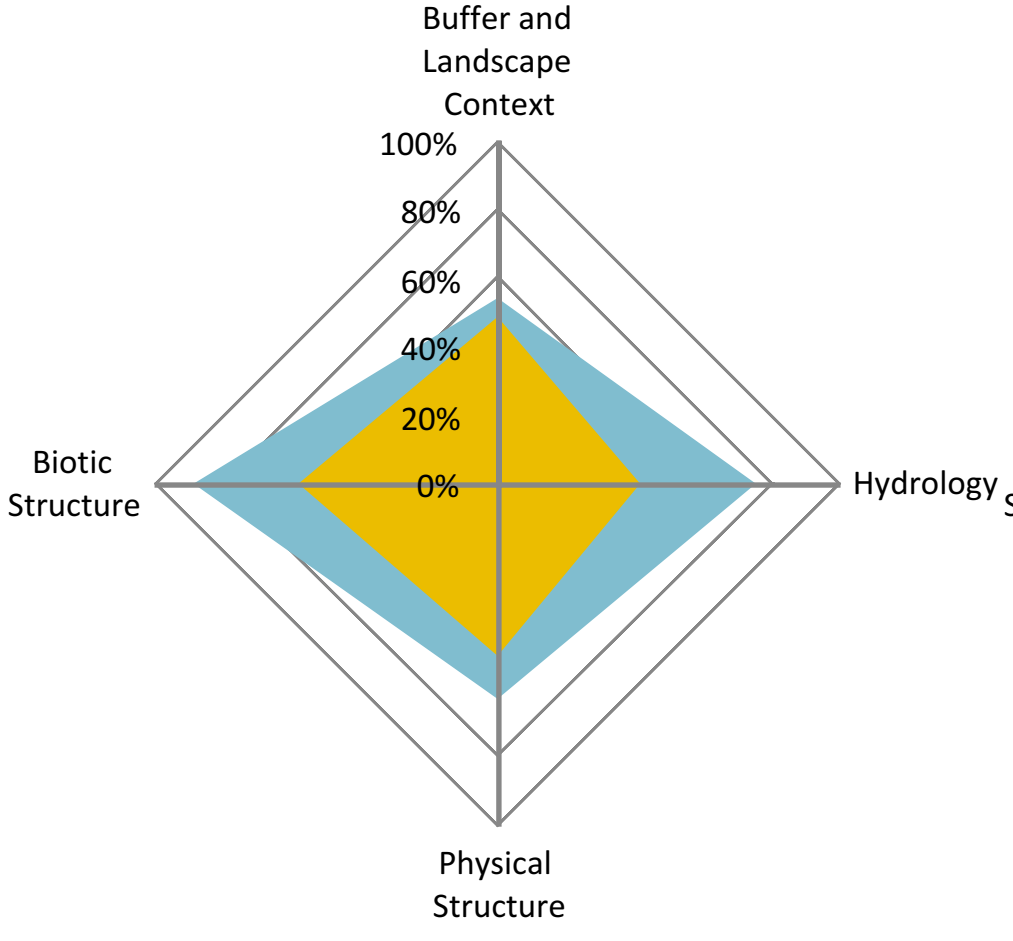 Buffer and
Landscape
Context
100%
80%
60%
40%
20%
0%
Biotic
Structure
Hydrology
Physical
Structure